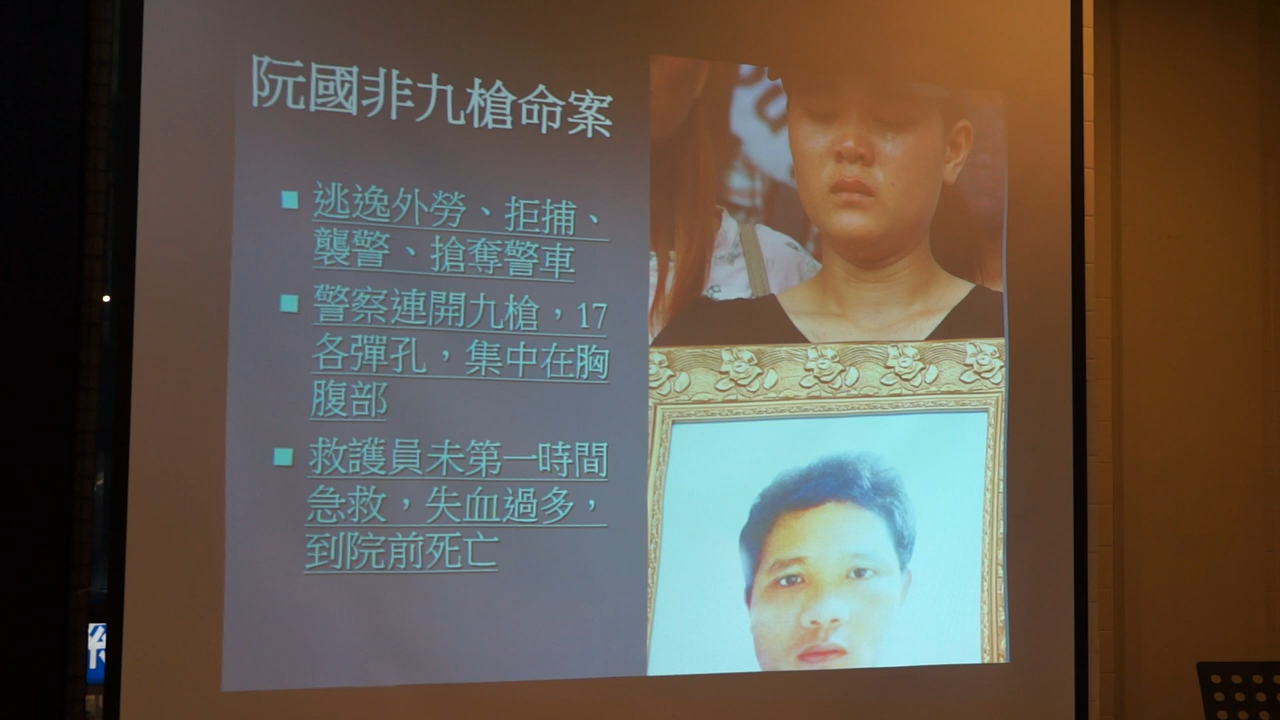 阮國非九槍命案
逃逸外勞、拒捕、
襲警、搶奪警車
警察連開九槍，17
各彈孔，集中在胸
腹部
救護員未第一時間
急救，失血過多，
到院前死亡